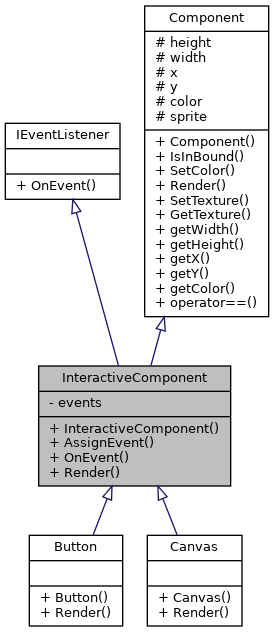 Component
# height
# width
# x
# y
# color
# sprite
+ Component()
+ IsInBound()
+ SetColor()
+ Render()
+ SetTexture()
+ GetTexture()
+ getWidth()
+ getHeight()
+ getX()
+ getY()
+ getColor()
+ operator==()
IEventListener
+ OnEvent()
InteractiveComponent
- events
+ InteractiveComponent()
+ AssignEvent()
+ OnEvent()
+ Render()
Button
+ Button()
+ Render()
Canvas
+ Canvas()
+ Render()